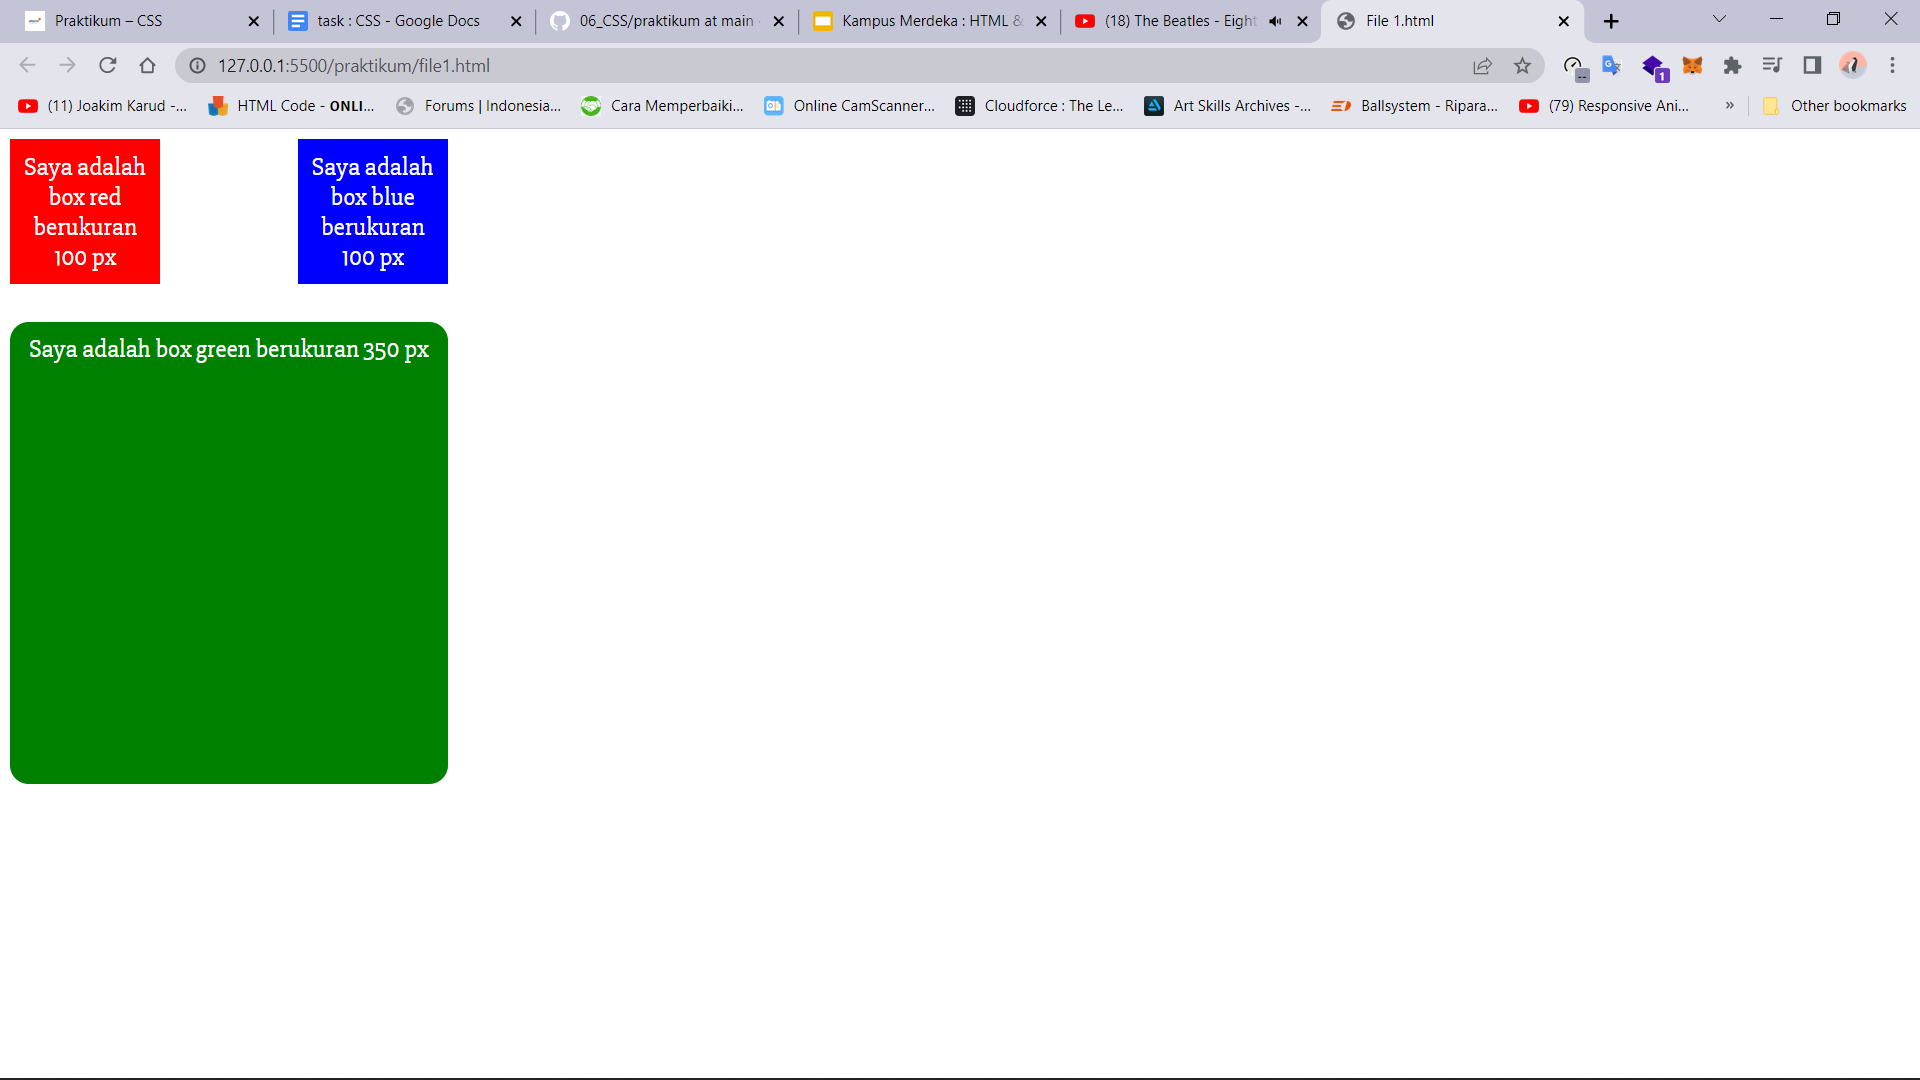 Praktikum – CSS
task : CSS - Google Docs
06_CSS/praktikum at main
Kampus Merdeka : HTML &
(18) The Beatles - Eight
File 1.html
127.0.0.1:5500/praktikum/file1.html
1
(11) Joakim Karud -...
HTML Code - ONLI...
Forums | Indonesia...
Cara Memperbaiki...
Online CamScanner...
Cloudforce : The Le...
Art Skills Archives -...
Ballsystem - Ripara...
(79) Responsive Ani...
»
Other bookmarks
Saya adalah
box red
berukuran
100 px
Saya adalah
box blue
berukuran
100 px
Saya adalah box green berukuran 350 px